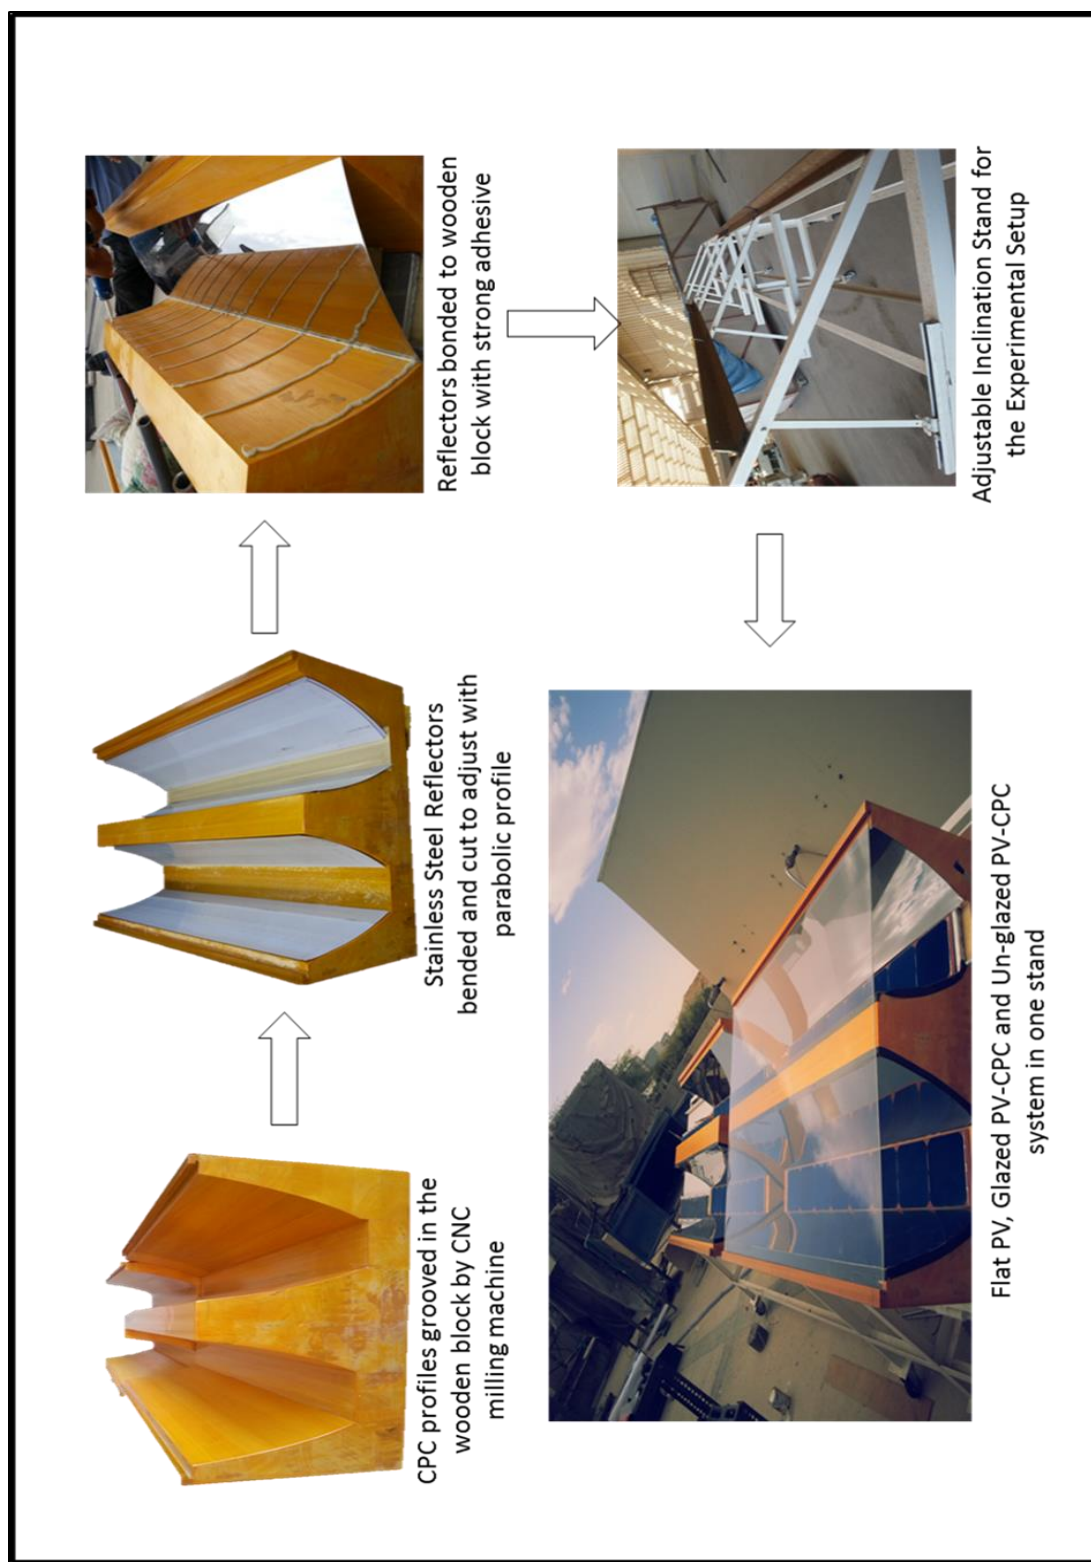 CPC profiles grooved in the
wooden block by CNC
milling machine
Stainless Steel Reflectors
bended and cut to adjust with
parabolic profile
Reflectors bonded to wooden
block with strong adhesive
Adjustable Inclination Stand for
the Experimental Setup
Flat PV, Glazed PV-CPC and Un-glazed PV-CPC
system in one stand